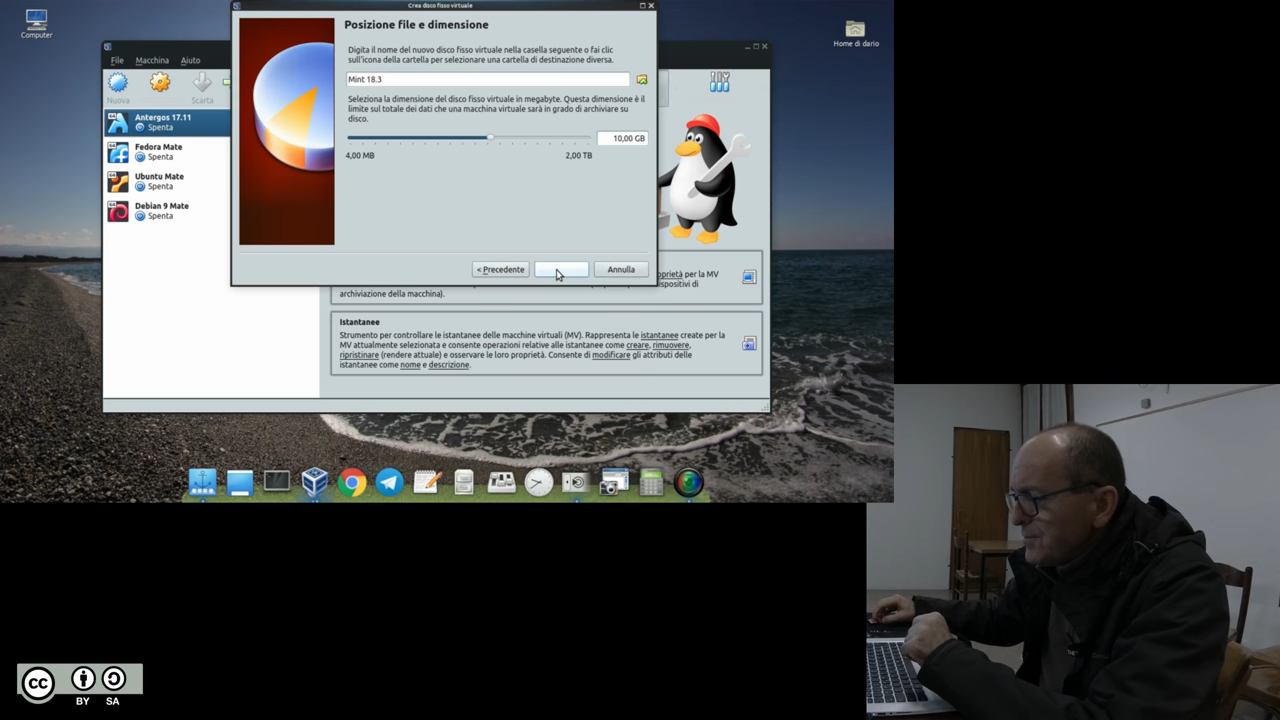 Crea disco fisso virtuale
Computer
Home di dario
File Macchina Aiuto
Nuova
Scarta
Antergos 17.11
Spenta
Fedora Mate
Spenta
Ubuntu Mate
Spenta
Debian 9 Mate
Spenta
Posizione file e dimensione
Digita il nome del nuovo disco fisso virtuale nella casella seguente o fai clic
sull'icona della cartella per selezionare una cartella di destinazione diversa.
Mint 18.3
Seleziona la dimensione del disco fisso virtuale in megabyte. Questa dimensione è il
limite sul totale dei dati che una macchina virtuale sarà in grado di archiviare su
disco.
10,00 GB
4,00 MB 2,00 TB
< Precedente
Annulla
oprietà per la MV
ispositivi di
archiviazione della macchina).
Istantanee
Strumento per controllare le istantanee delle macchine virtuali (MV). Rappresenta le istantanee create per la
MV attualmente selezionata e consente operazioni relative alle istantanee come creare, rimuovere,
ripristinare (rendere attuale) e osservare le loro proprietà. Consente di modificare gli attributi delle
istantanee come nome e descrizione.
cc
BY SA